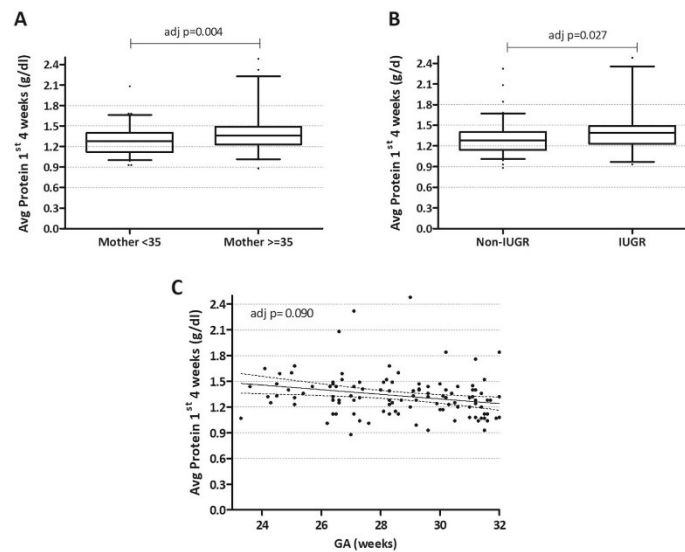 A
adj p=0.004
Avg Protein 1st 4 weeks (g/dl)
2.4
2.1
1.8
1.5
1.2
0.9
0.6
0.3
0.0
Mother <35
Mother >=35
B
adj p=0.027
Avg Protein 1st 4 weeks (g/d)
2.4
2.1
1.8
1.5
1.2
0.9
0.6
0.3
0.0
Non-IUGR
IUGR
C
adj p= 0.090
Avg Protein 1st 4 weeks (g/dl)
2.4
2.1
1.8
1.5
1.2
0.9
0.6
0.3
0.0
24
26
28
30
32
GA (weeks)